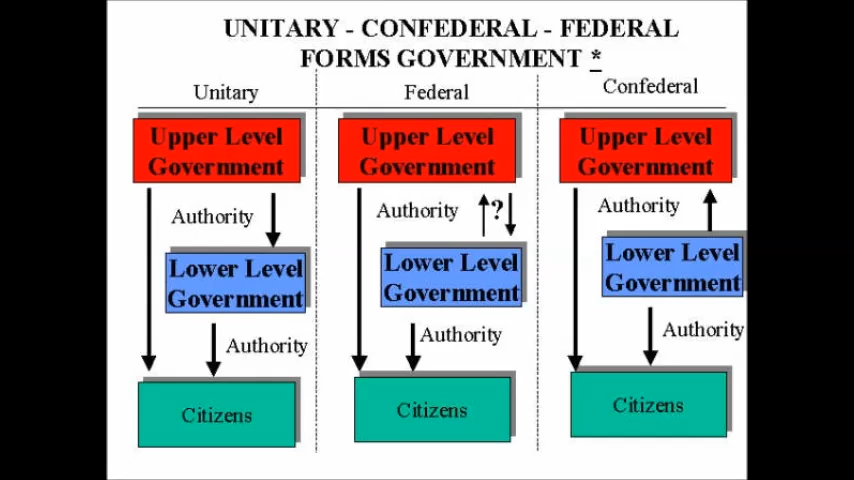 UNITARY - CONFEDERAL - FEDERAL
FORMS GOVERNMENT *
Unitary
Upper Level
Government
Authority
Lower Level
Government
Authority
Citizens
Federal
Upper Level
Government
Authority
?
Lower Level
Government
Authority
Citizens
Confederal
Upper Level
Government
Authority
Lower Level
Government
Authority
Citizens